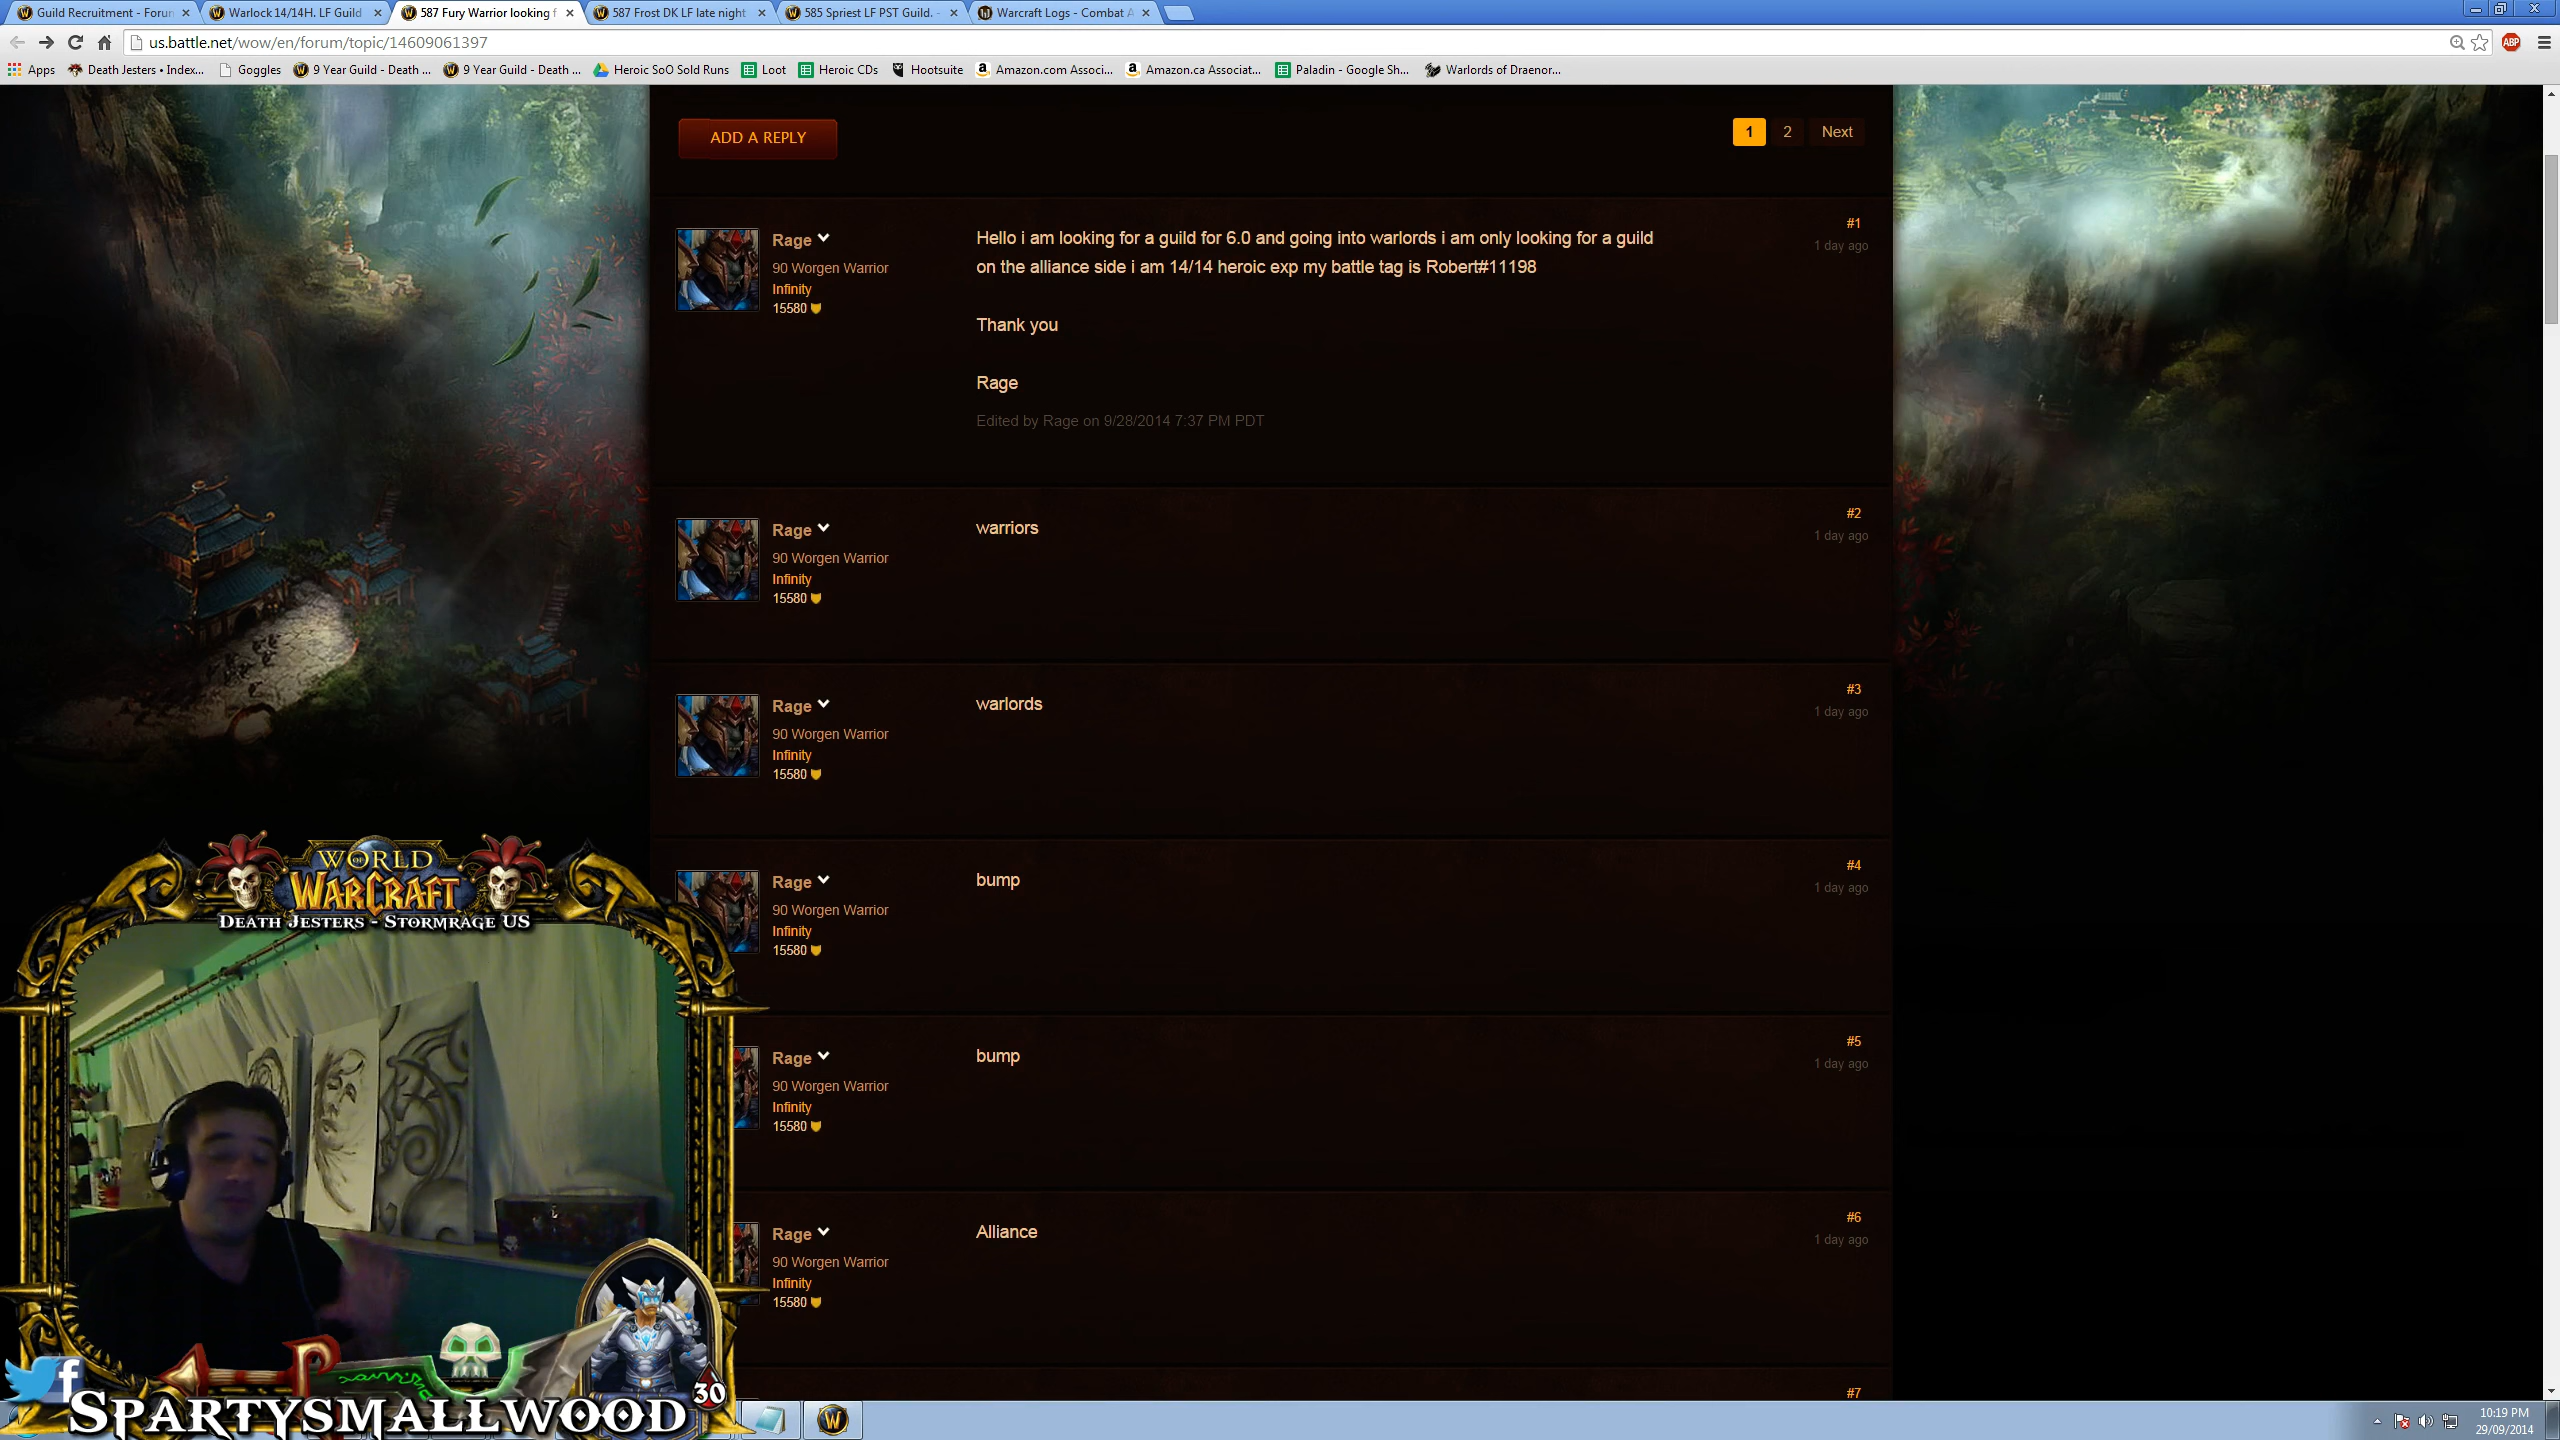 Guild Recruitment - Forum
Warlock 14/14H. LF Guild
587 Fury Warrior looking f
587 Frost DK LF late night
585 Spriest LF PST Guild. -
Warcraft Logs - Combat A
us.battle.net/wow/en/forum/topic/14609061397
ABP
Apps
Death Jesters • Index...
Goggles
9 Year Guild - Death ...
9 Year Guild - Death ...
Heroic SoO Sold Runs
Loot
Heroic CDs
Hootsuite
Amazon.com Associ...
Amazon.ca Associat...
Paladin - Google Sh...
Warlords of Draenor...
ADD A REPLY
1 2 Next
Rage
90 Worgen Warrior
Infinity
15580
Hello i am looking for a guild for 6.0 and going into warlords i am only looking for a guild
on the alliance side i am 14/14 heroic exp my battle tag is Robert#11198
Thank you
Rage
Edited by Rage on 9/28/2014 7:37 PM PDT
#1
1 day ago
Rage
90 Worgen Warrior
Infinity
15580
warriors
#2
1 day ago
Rage
90 Worgen Warrior
Infinity
15580
warlords
#3
1 day ago
Rage
90 Worgen Warrior
Infinity
15580
bump
#4
1 day ago
Rage
90 Worgen Warrior
Infinity
15580
bump
#5
1 day ago
Rage
90 Worgen Warrior
Infinity
15580
Alliance
#6
1 day ago
#7
WORLD
OF
WARCRAFT
DEATH JESTERS - STORMRAGE US
30
SPARTYSMALLWOOD
10:19 PM
29/09/2014